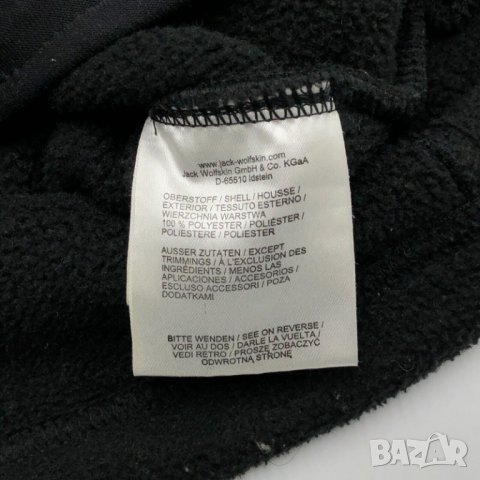 www.jack-wolfskin.com
Jack Wolfskin GmbH & Co. KGaA
D-65510 Idstein
OBERSTOFF / SHELL / HOUSSE /
EXTERIOR / TESSUTO ESTERNO /
WIERZCHNIA WARSTWA
100 % POLYESTER / POLYESTER /
POLIESTERE / POLIESTER
AUSSER ZUTATEN / EXCEPT
TRIMMINGS / À L'EXCLUSION DES
INGRÉDIENTS / MENOS LAS
APLICACIONES / ACCESORIOS /
ESCLUSO ACCESSORI / POZA
DODATKAMI
BITTE WENDEN / SEE ON REVERSE /
VOIR AU DOS / DARLE LA VUELTA /
VEDI RETRO / PROSZĘ ZOBACZYĆ
ODWROTNĄ STRONĘ
BAZAR